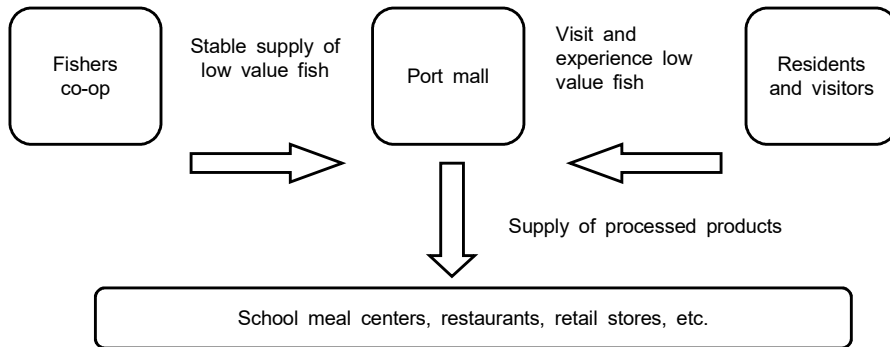 Fishers
co-op
Stable supply of
low value fish
Port mall
Visit and
experience low
value fish
Residents
and visitors
Supply of processed products
School meal centers, restaurants, retail stores, etc.